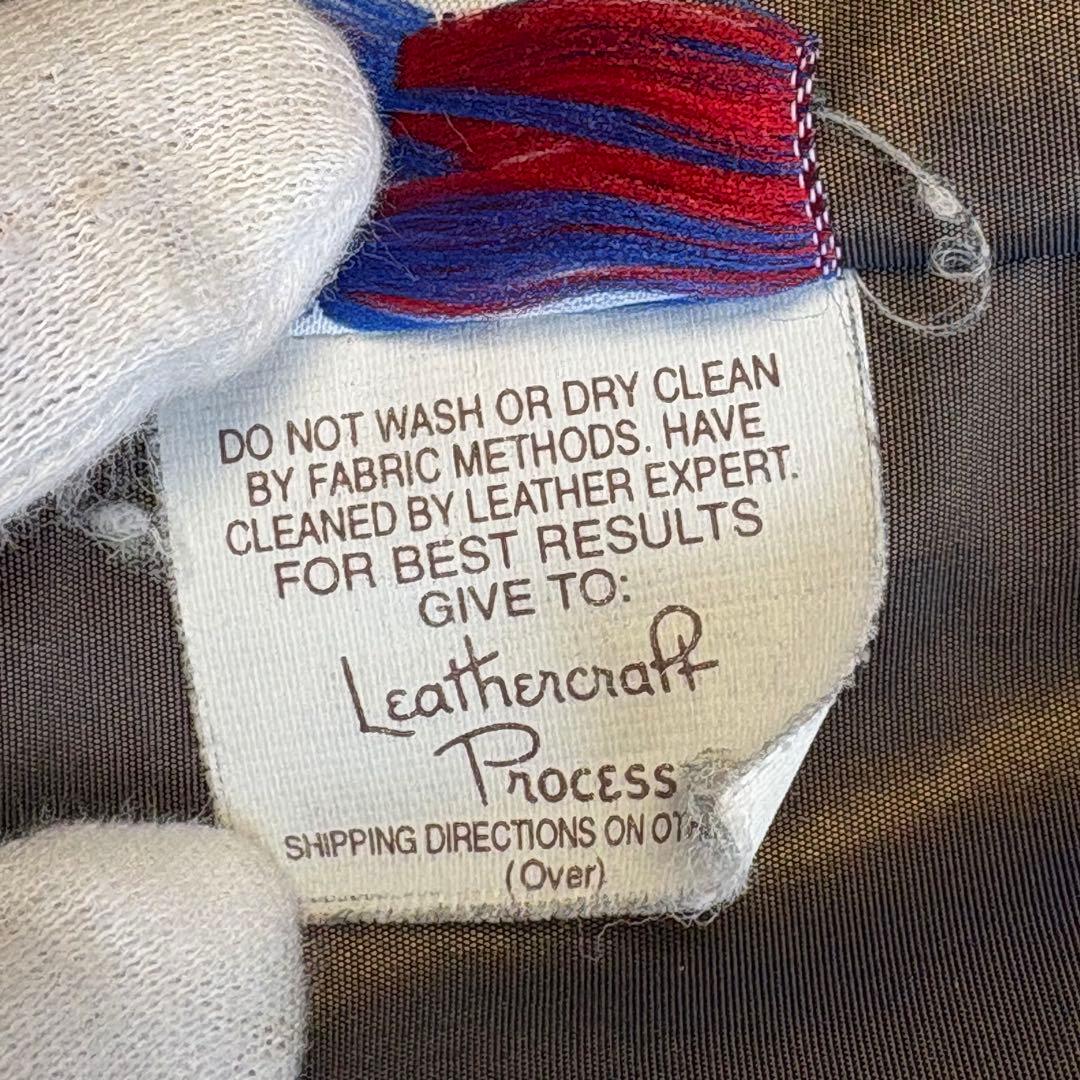 DO NOT WASH OR DRY CLEAN
BY FABRIC METHODS. HAVE
CLEANED BY LEATHER EXPERT.
FOR BEST RESULTS
GIVE TO:
Leathercraft
Process
SHIPPING DIRECTIONS ON
(Over)